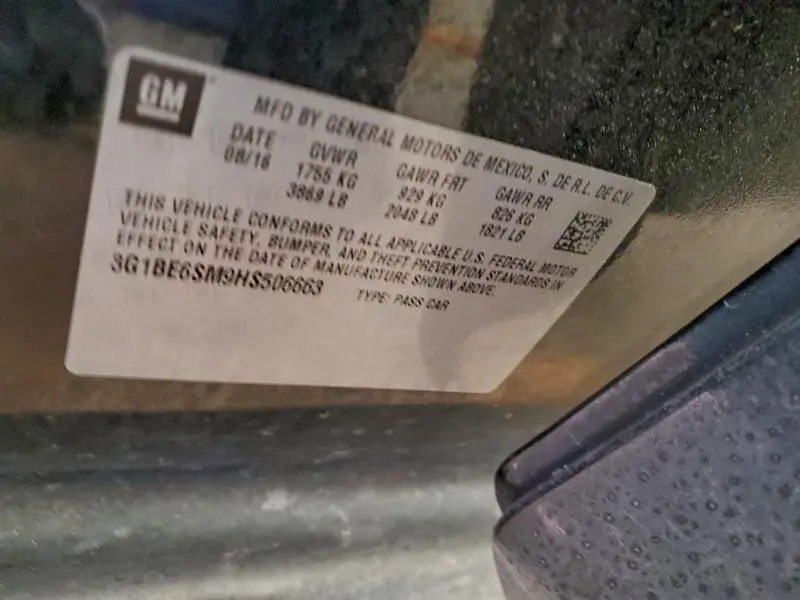 GM
MFD BY GENERAL MOTORS DE MEXICO, S. DE R.L. DE C.V.
DATE GVWR GAWR FRT GAWR RR
08/16 1755 KG 929 KG 826 KG
3869 LB 2048 LB 1821 LB
THIS VEHICLE CONFORMS TO ALL APPLICABLE U.S. FEDERAL MOTOR
VEHICLE SAFETY, BUMPER, AND THEFT PREVENTION STANDARDS IN
EFFECT ON THE DATE OF MANUFACTURE SHOWN ABOVE.
3G1BE6SM9HS506663 TYPE: PASS CAR